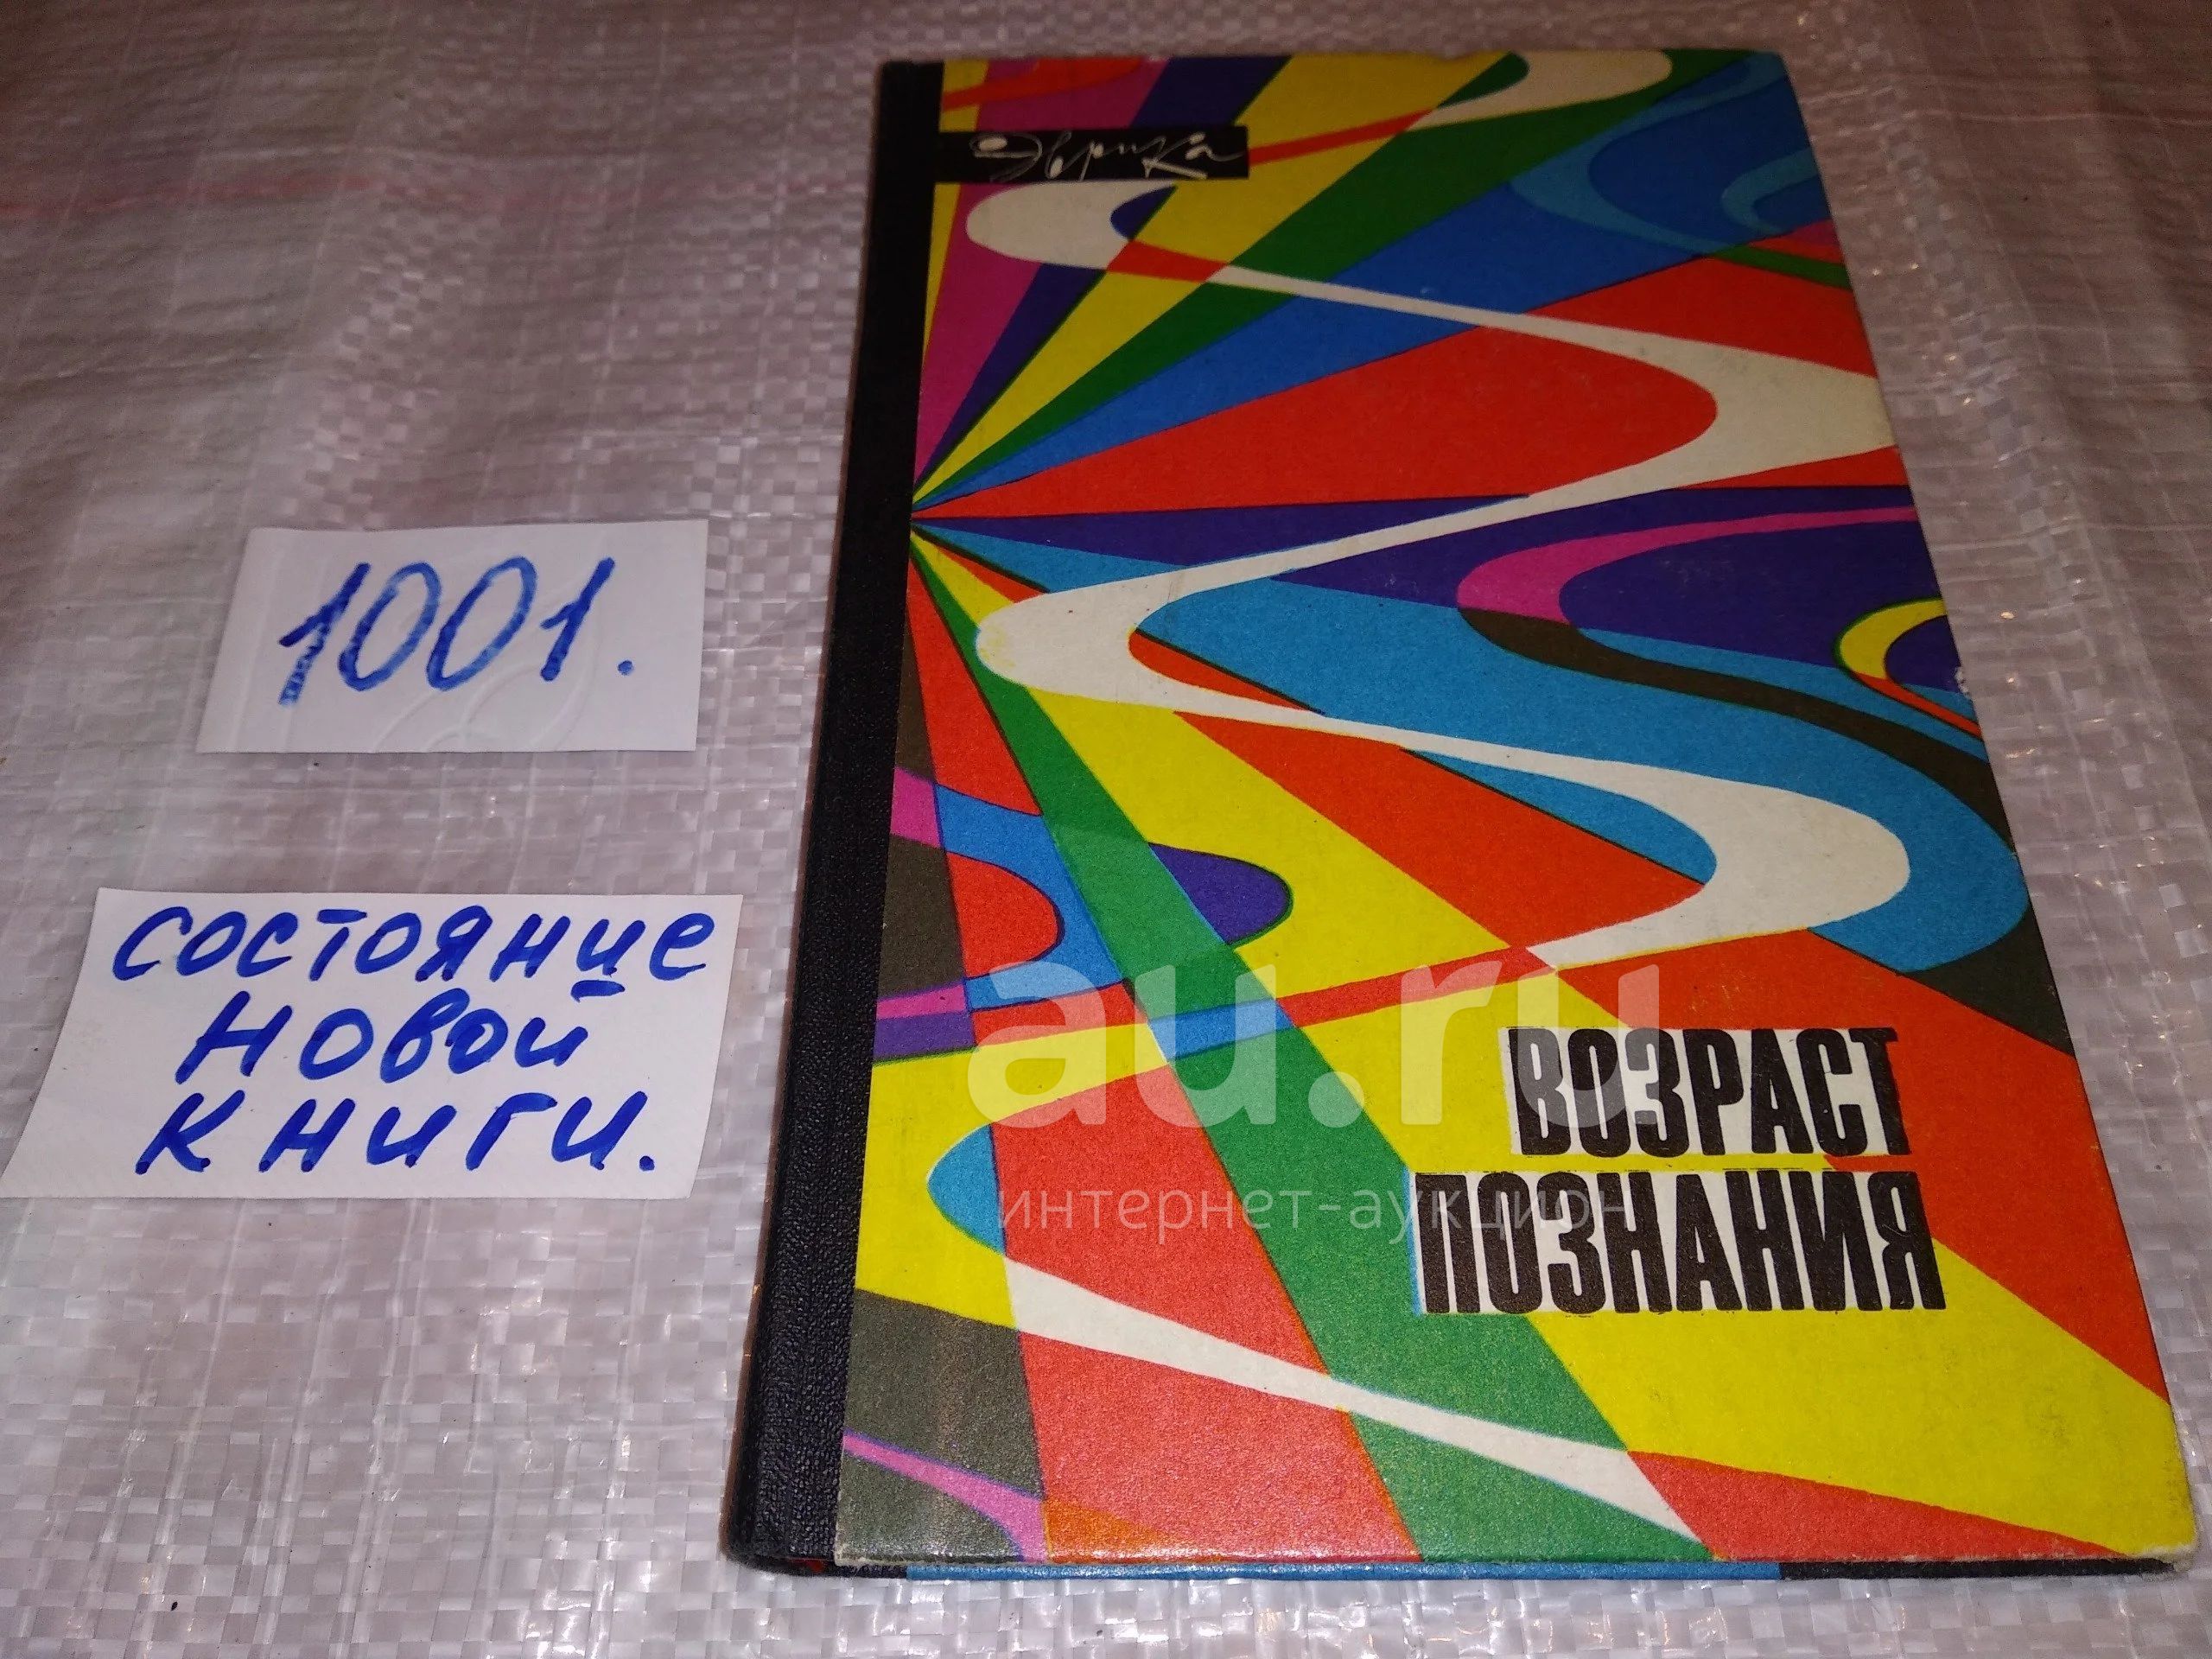 Эврика
1001.
состояние
новой
книги.
au.ru
ВОЗРАСТ
ПОЗНАНИЯ
интернет-аукцион